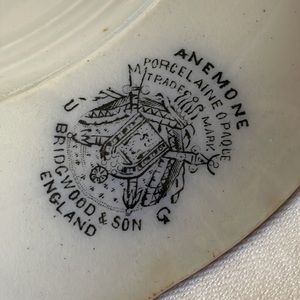 ANEMONE
PORCELAINE OPAQUE
TRADE MARK
BRIDGWOOD & SON
ENGLAND
G